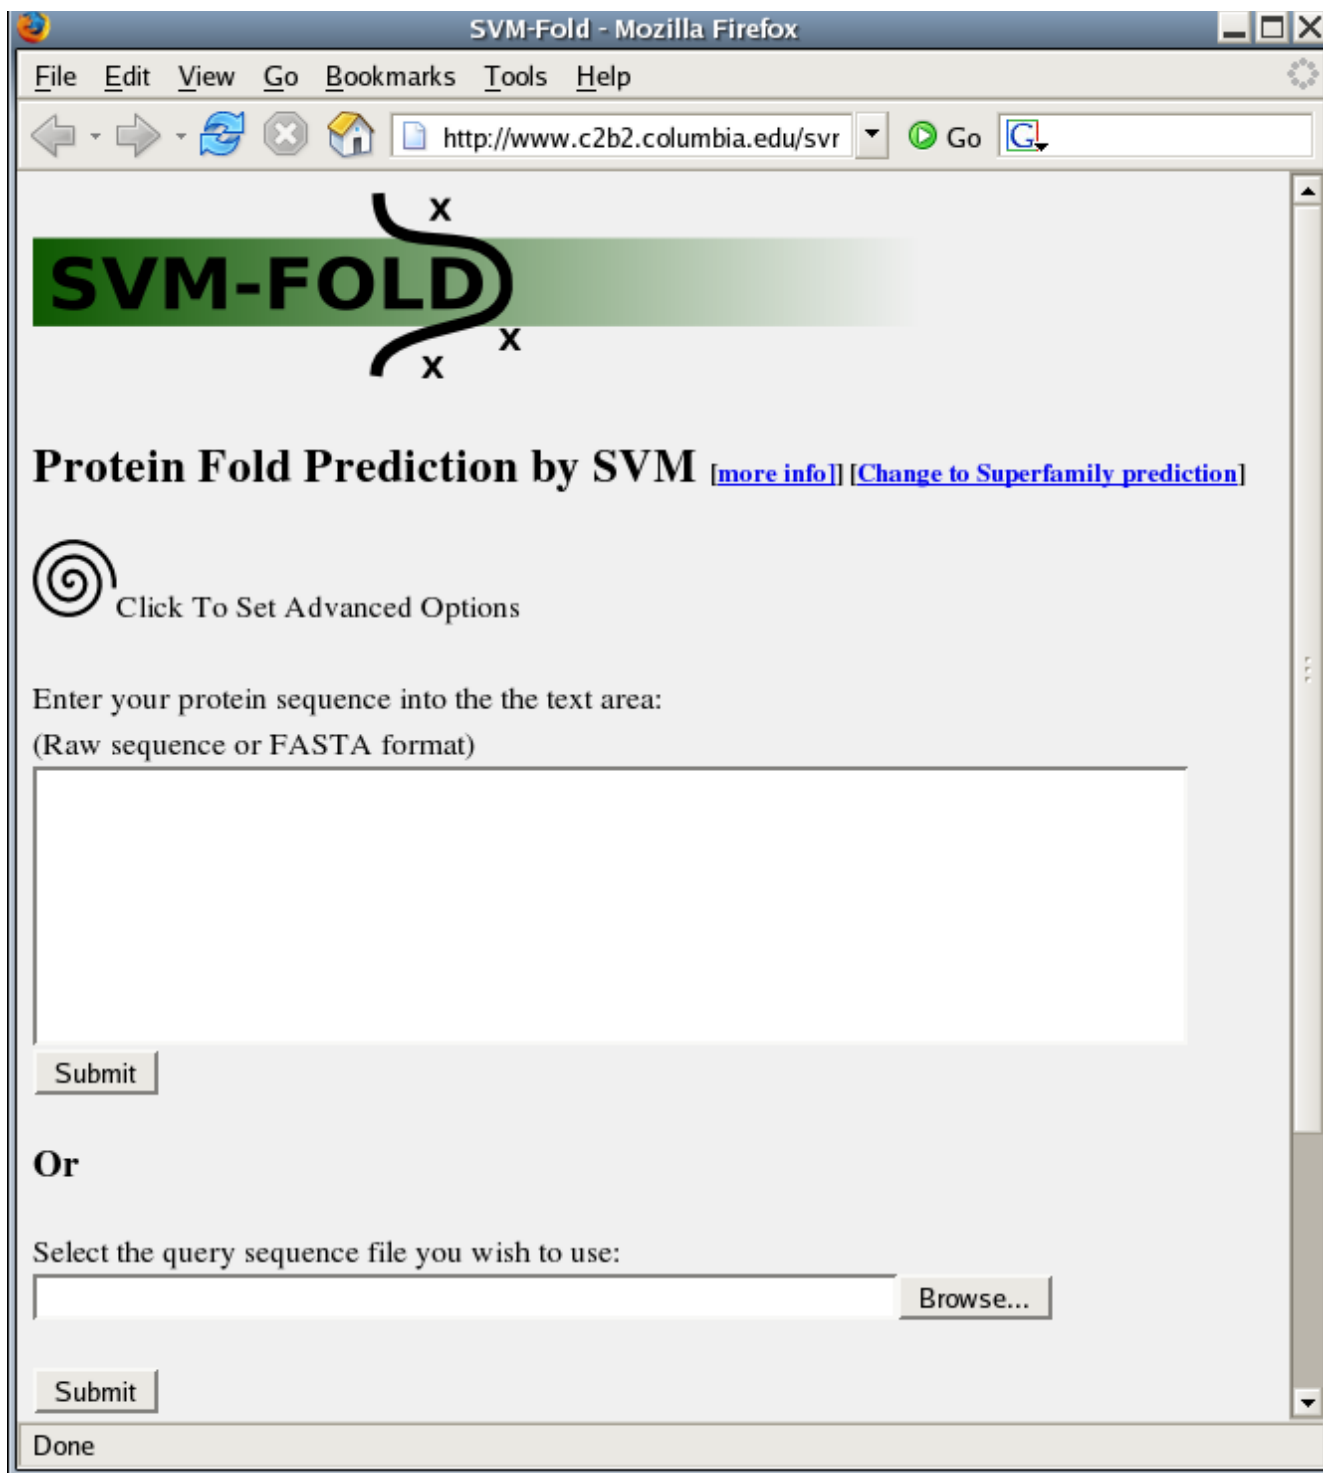 SVM-Fold - Mozilla Firefox
File Edit View Go Bookmarks Tools Help
http://www.c2b2.columbia.edu/svr Go G
x
SVM-FOLD
x
x
Protein Fold Prediction by SVM [more info]] [Change to Superfamily prediction]
Click To Set Advanced Options
Enter your protein sequence into the the text area:
(Raw sequence or FASTA format)
Submit
Or
Select the query sequence file you wish to use:
Browse...
Submit
Done